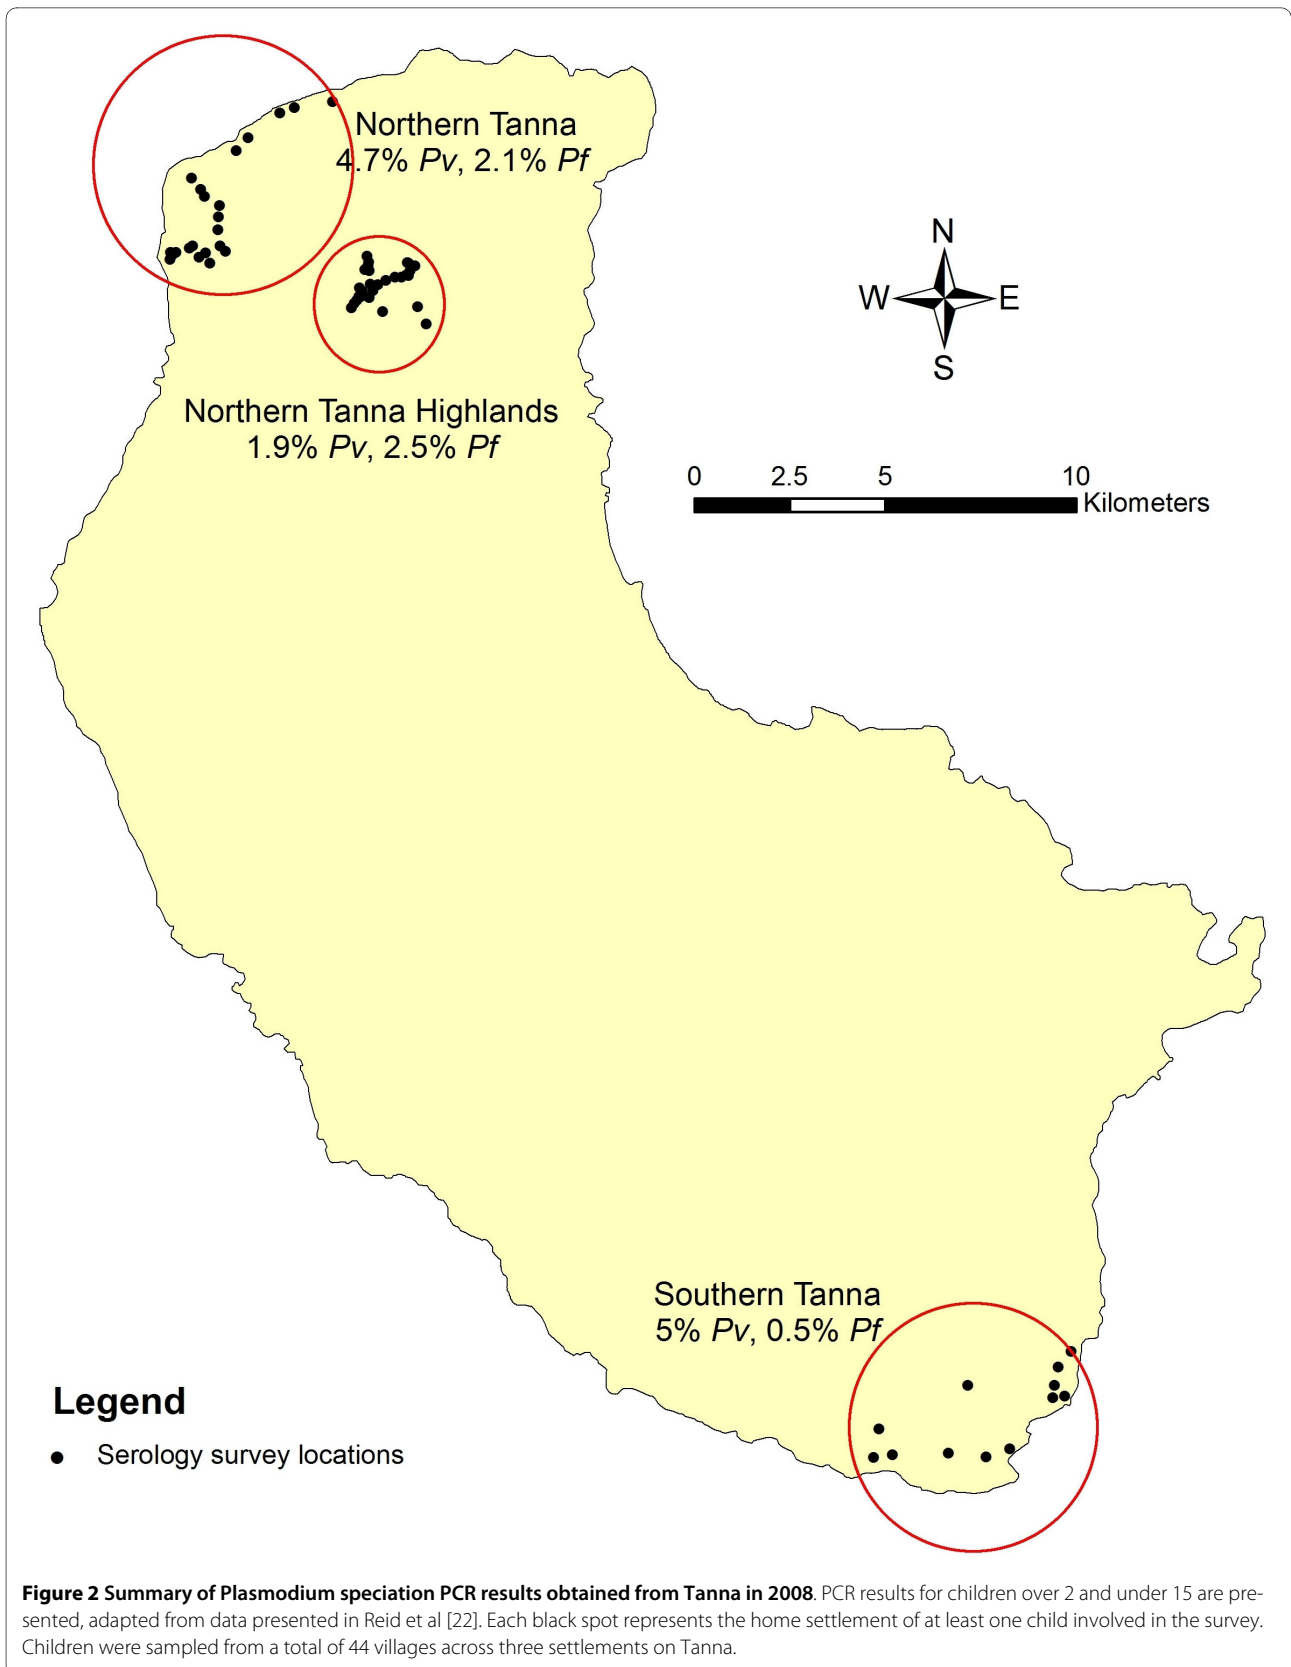 Northern Tanna
4.7% Pv, 2.1% Pf
N
W E
S
Northern Tanna Highlands
1.9% Pv, 2.5% Pf
0 2.5 5 10
Kilometers
Southern Tanna
5% Pv, 0.5% Pf
Legend
Serology survey locations
Figure 2 Summary of Plasmodium speciation PCR results obtained from Tanna in 2008. PCR results for children over 2 and under 15 are pre-
sented, adapted from data presented in Reid et al [22]. Each black spot represents the home settlement of at least one child involved in the survey.
Children were sampled from a total of 44 villages across three settlements on Tanna.